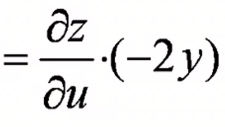 = ∂z/∂u · (−2y)